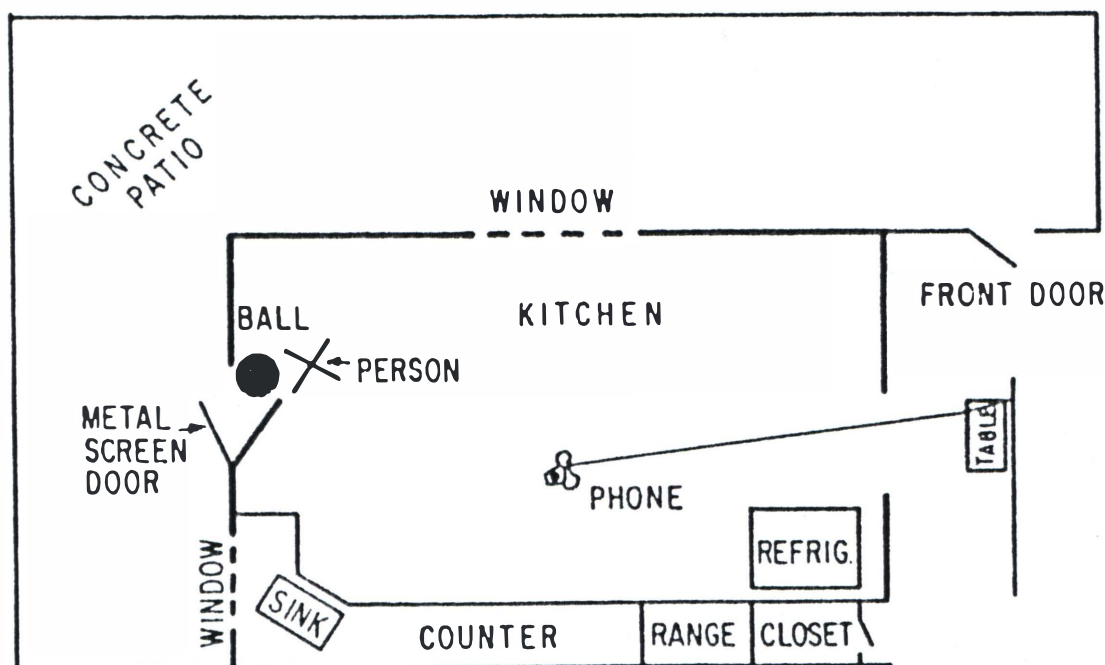 CONCRETE
PATIO
WINDOW
KITCHEN
FRONT DOOR
BALL
PERSON
METAL
SCREEN
DOOR
TABLE
PHONE
REFRIG.
WINDOW
SINK
COUNTER
RANGE
CLOSET